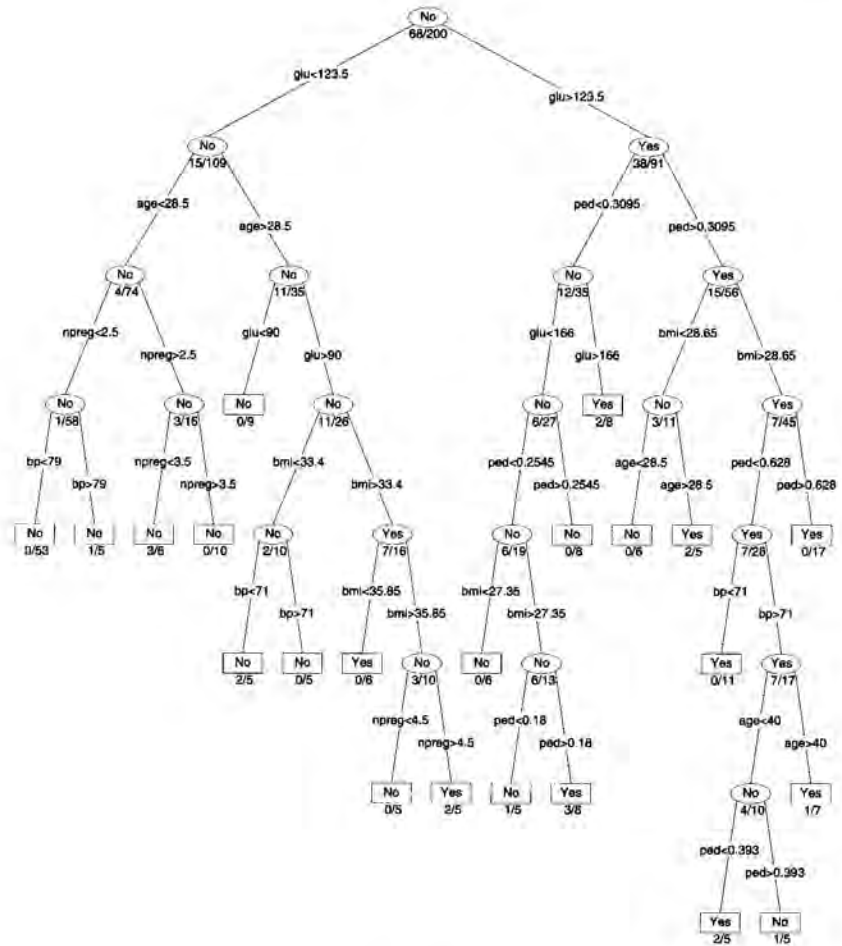 No
68/200
glu<123.5
glu>123.5
No
15/109
Yes
38/91
age<28.5
age>28.5
ped<0.3095
ped>0.3095
No
4/74
No
11/35
No
12/35
Yes
15/56
npreg<2.5
npreg>2.5
glu<90
glu>90
glu<166
glu>166
bmi<28.65
bmi>28.65
No
1/58
No
3/16
No
0/9
No
11/26
No
6/27
Yes
2/8
No
3/11
Yes
7/45
bp<79
bp>79
npreg<3.5
npreg>3.5
bmi<33.4
bmi>33.4
ped<0.2545
ped>0.2545
age<28.5
age>28.5
ped<0.628
ped>0.628
No
0/53
No
1/5
No
3/6
No
0/10
No
2/10
Yes
7/16
No
6/19
No
0/8
No
0/6
Yes
2/5
Yes
7/28
Yes
0/17
bp<71
bp>71
bmi<35.85
bmi>35.85
bmi<27.35
bmi>27.35
bp<71
bp>71
No
2/5
No
0/5
Yes
0/6
No
3/10
No
0/6
No
6/13
Yes
0/11
Yes
7/17
npreg<4.5
npreg>4.5
ped<0.18
ped>0.18
age<40
age>40
No
0/5
Yes
2/5
No
1/5
Yes
3/8
No
4/10
Yes
1/7
ped<0.393
ped>0.393
Yes
2/5
No
1/5